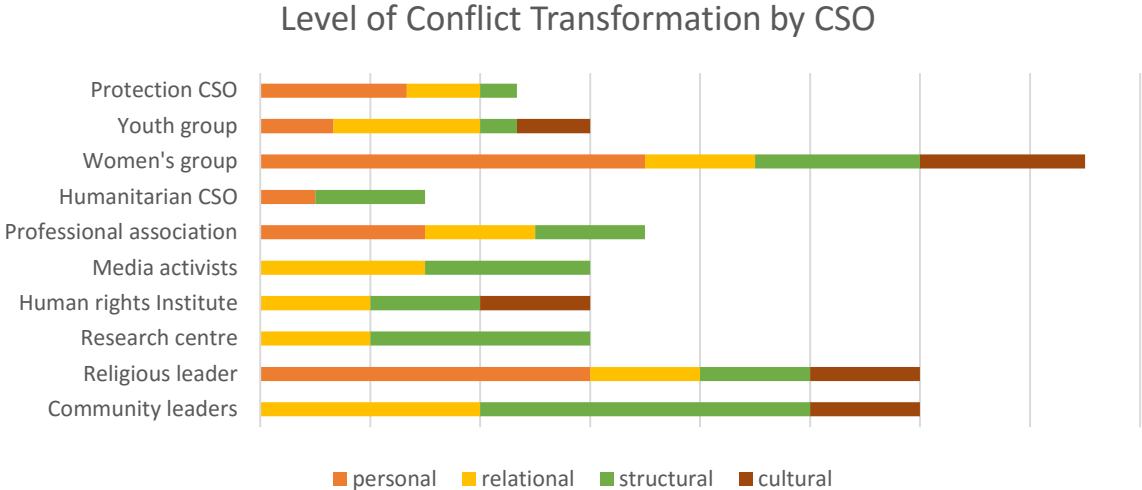 Level of Conflict Transformation by CSO
Protection CSO
Youth group
Women's group
Humanitarian CSO
Professional association
Media activists
Human rights Institute
Research centre
Religious leader
Community leaders
personal relational structural cultural